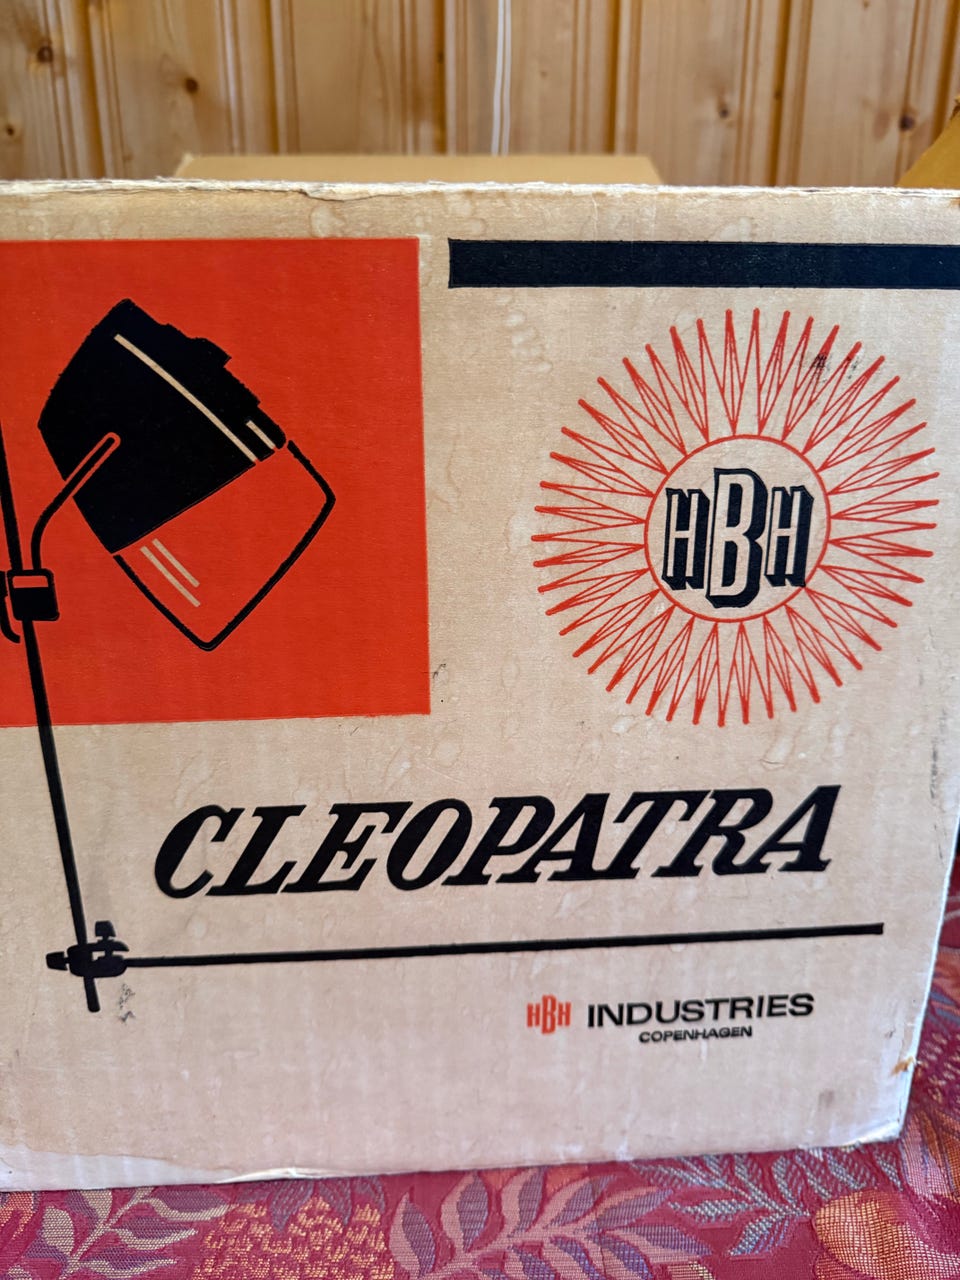 HBH
CLEOPATRA
HBH INDUSTRIES
COPENHAGEN